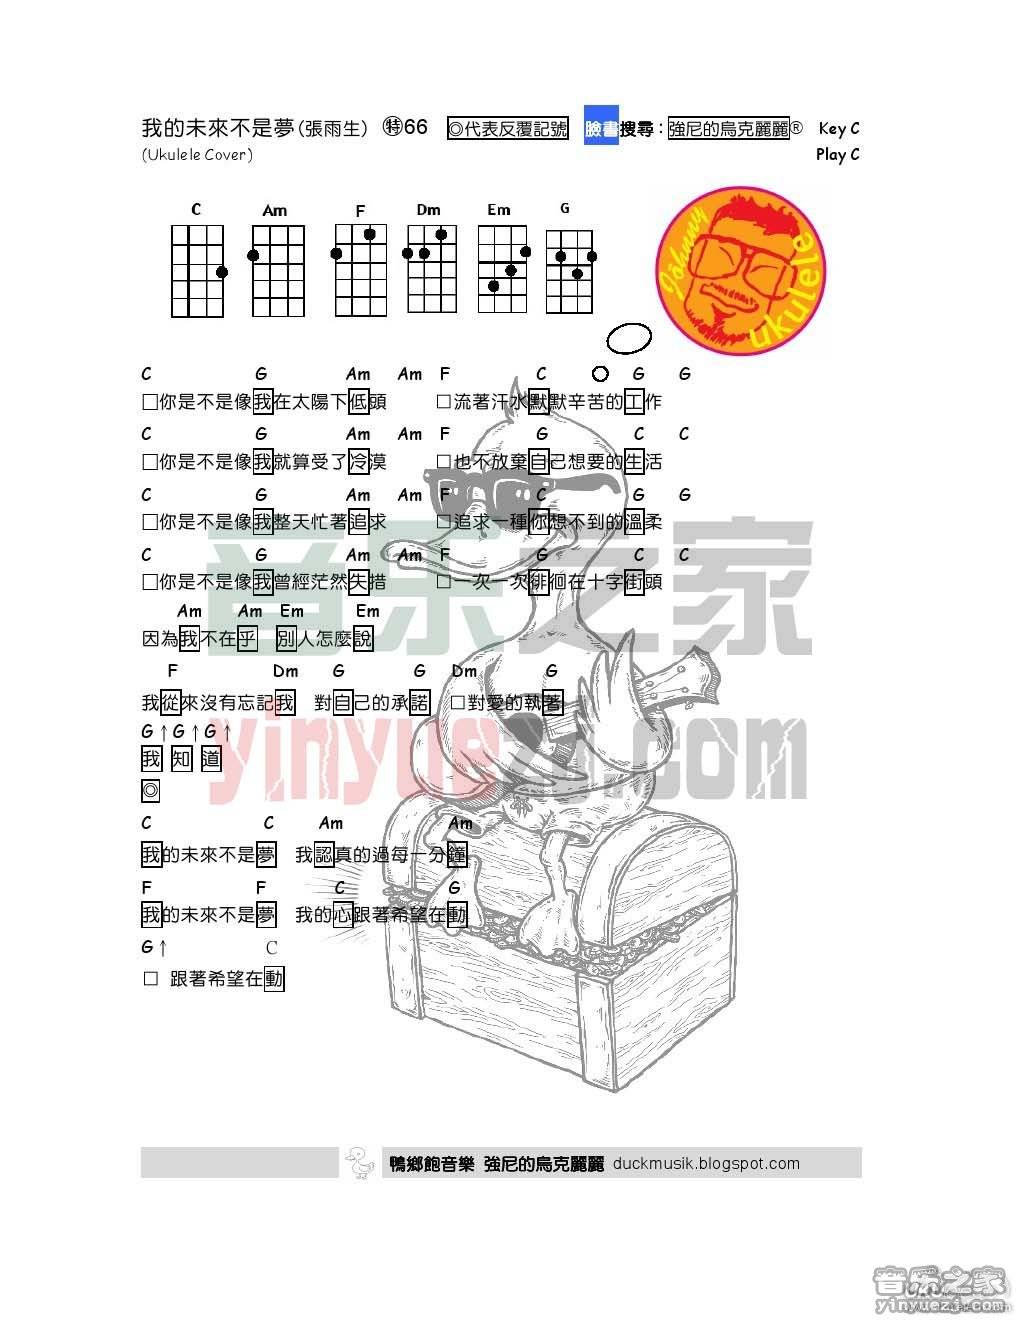 我的未來不是夢(張雨生) ㊕66 ◎代表反覆記號 臉書搜尋：強尼的烏克麗麗® Key C
(Ukulele Cover) Play C
C Am F Dm Em G
Johnny ukulele
C G Am Am F C G G
□你是不是像我在太陽下低頭 □流著汗水默默辛苦的工作
C G Am Am F G C C
□你是不是像我就算受了冷漠 □也不放棄自己想要的生活
C G Am Am F C G G
□你是不是像我整天忙著追求 □追求一種你想不到的溫柔
C G Am Am F G C C
□你是不是像我曾經茫然失措 □一次一次徘徊在十字街頭
Am Am Em Em
因為我不在乎 別人怎麼說
F Dm G G Dm G
我從來沒有忘記我 對自己的承諾 □對愛的執著
G↑G↑G↑
我 知 道
◎
C C Am Am
我的未來不是夢 我認真的過每一分鐘
F F C G
我的未來不是夢 我的心跟著希望在動
G↑ C
□ 跟著希望在動
音乐之家
yinyuezj.com
鴨鄉飽音樂 強尼的烏克麗麗 duckmusik.blogspot.com
音乐之家
yinyuezj.com